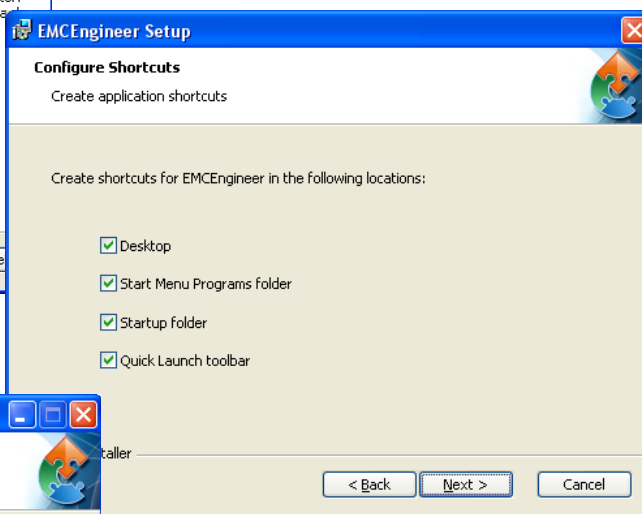 EMCEngineer Setup
Configure Shortcuts
Create application shortcuts
Create shortcuts for EMCEngineer in the following locations:
Desktop
Start Menu Programs folder
Startup folder
Quick Launch toolbar
taller
< Back
Next >
Cancel